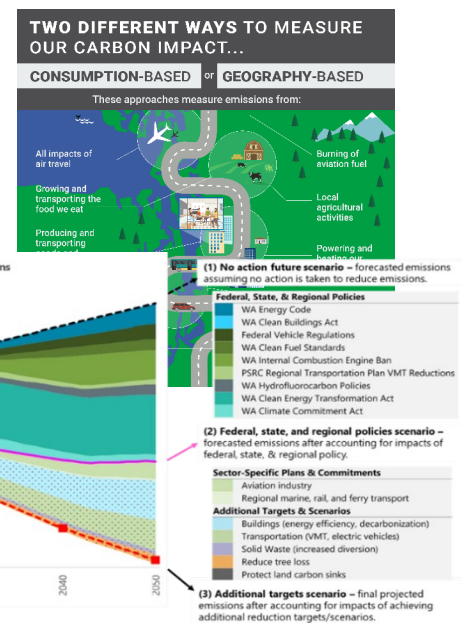 TWO DIFFERENT WAYS TO MEASURE
OUR CARBON IMPACT...
CONSUMPTION-BASED or GEOGRAPHY-BASED
These approaches measure emissions from:
All impacts of
air travel
Burning of
aviation fuel
Growing and
transporting the
food we eat
Local
agricultural
activities
Producing and
transporting
Powering and
(1) No action future scenario – forecasted emissions
assuming no action is taken to reduce emissions.
Federal, State, & Regional Policies
WA Energy Code
WA Clean Buildings Act
Federal Vehicle Regulations
WA Clean Fuel Standards
WA Internal Combustion Engine Ban
PSRC Regional Transportation Plan VMT Reductions
WA Hydrofluorocarbon Policies
WA Clean Energy Transformation Act
WA Climate Commitment Act
(2) Federal, state, and regional policies scenario –
forecasted emissions after accounting for impacts of
federal, state, & regional policy.
Sector-Specific Plans & Commitments
Aviation industry
Regional marine, rail, and ferry transport
Additional Targets & Scenarios
Buildings (energy efficiency, decarbonization)
Transportation (VMT, electric vehicles)
Solid Waste (increased diversion)
Reduce tree loss
Protect land carbon sinks
2040
2050
(3) Additional targets scenario – final projected
emissions after accounting for impacts of achieving
additional reduction targets/scenarios.